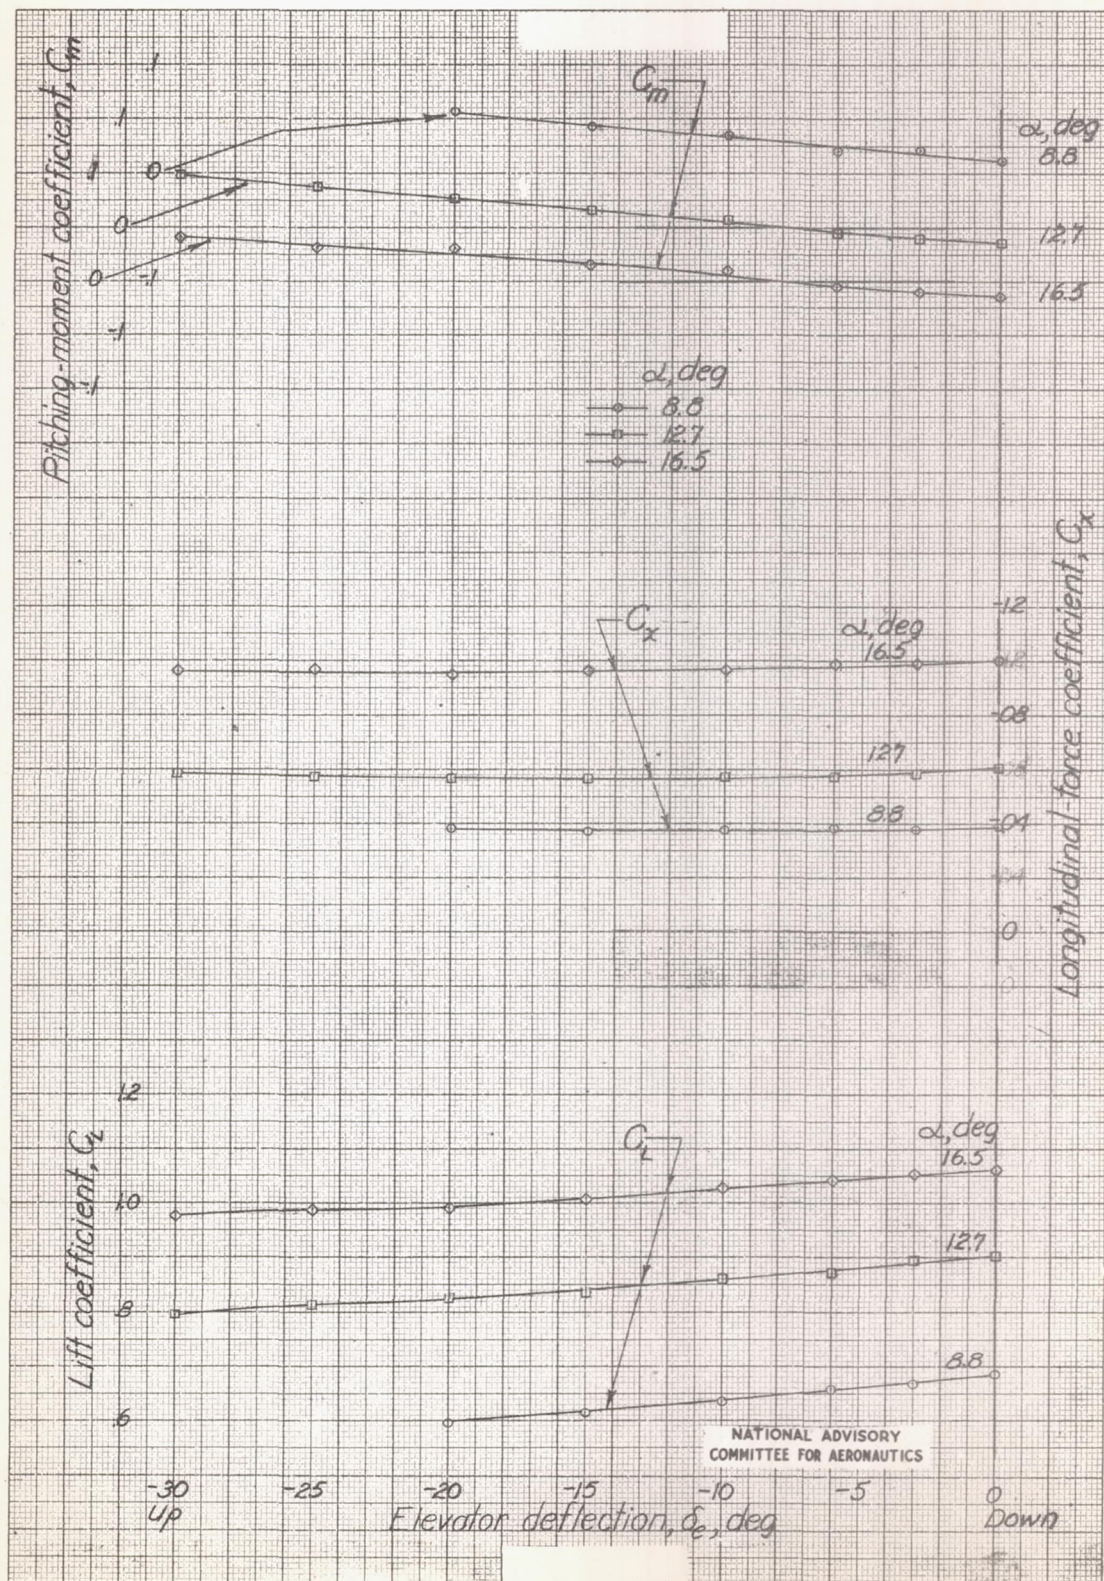 Pitching-moment coefficient, Cm
.1
.1
.1
0
0
0
-.1
-.1
-.1
Cm
α, deg
8.8
12.7
16.5
α, deg
8.8
12.7
16.5
Longitudinal-force coefficient, Cx
-.12
-.08
-.04
0
Cx
α, deg
16.5
12.7
8.8
Lift coefficient, CL
1.2
1.0
.8
.6
CL
α, deg
16.5
12.7
8.8
NATIONAL ADVISORY
COMMITTEE FOR AERONAUTICS
-30 -25 -20 -15 -10 -5 0
Up Elevator deflection, δe, deg Down